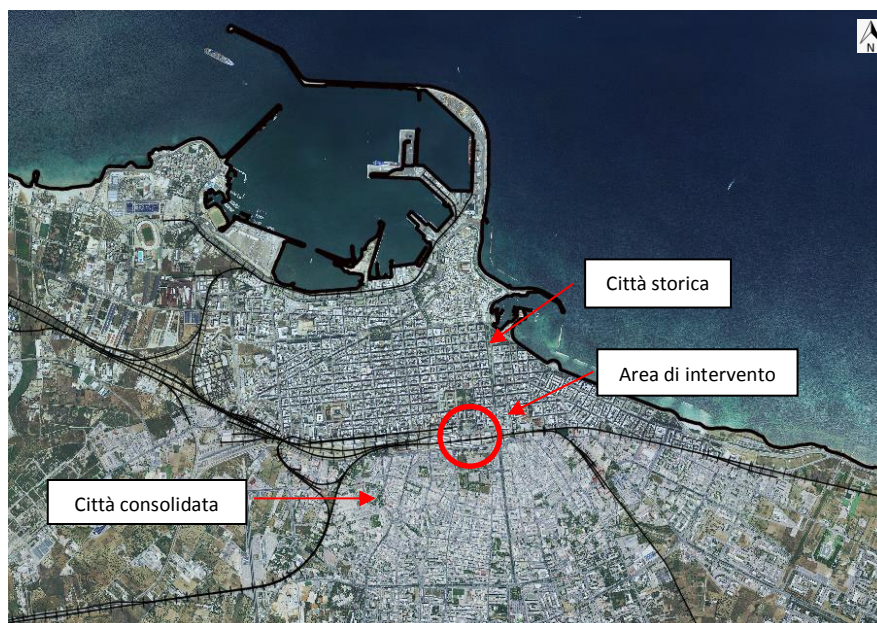 N
Città storica
Area di intervento
Città consolidata